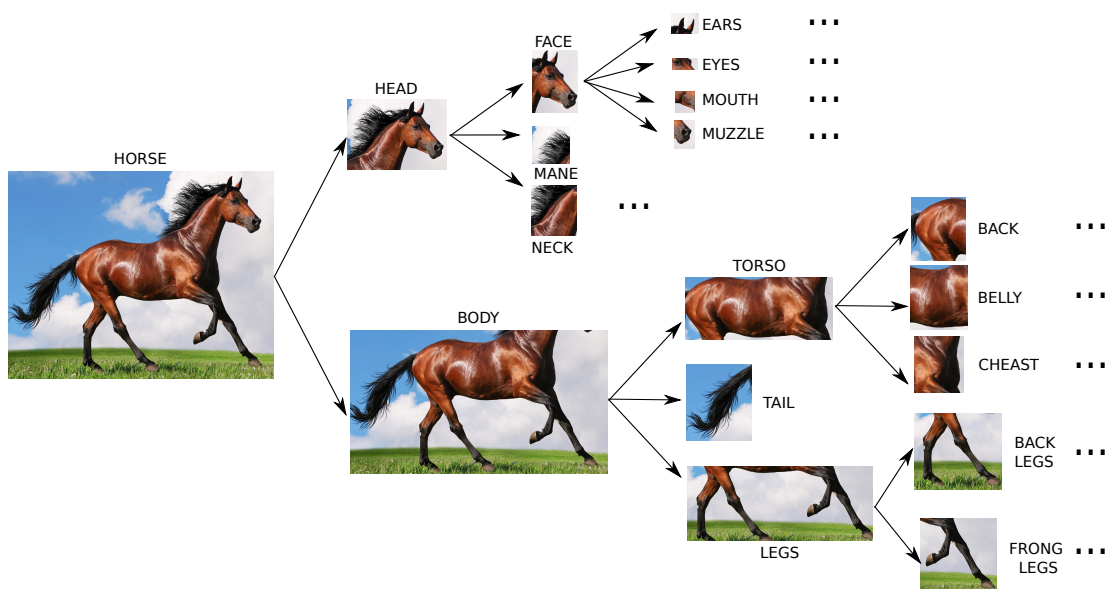 HORSE
HEAD
FACE
EARS ...
EYES ...
MOUTH ...
MUZZLE ...
MANE
NECK
...
BODY
TORSO
BACK ...
BELLY ...
CHEAST ...
TAIL
LEGS
BACK
LEGS ...
FRONG
LEGS ...